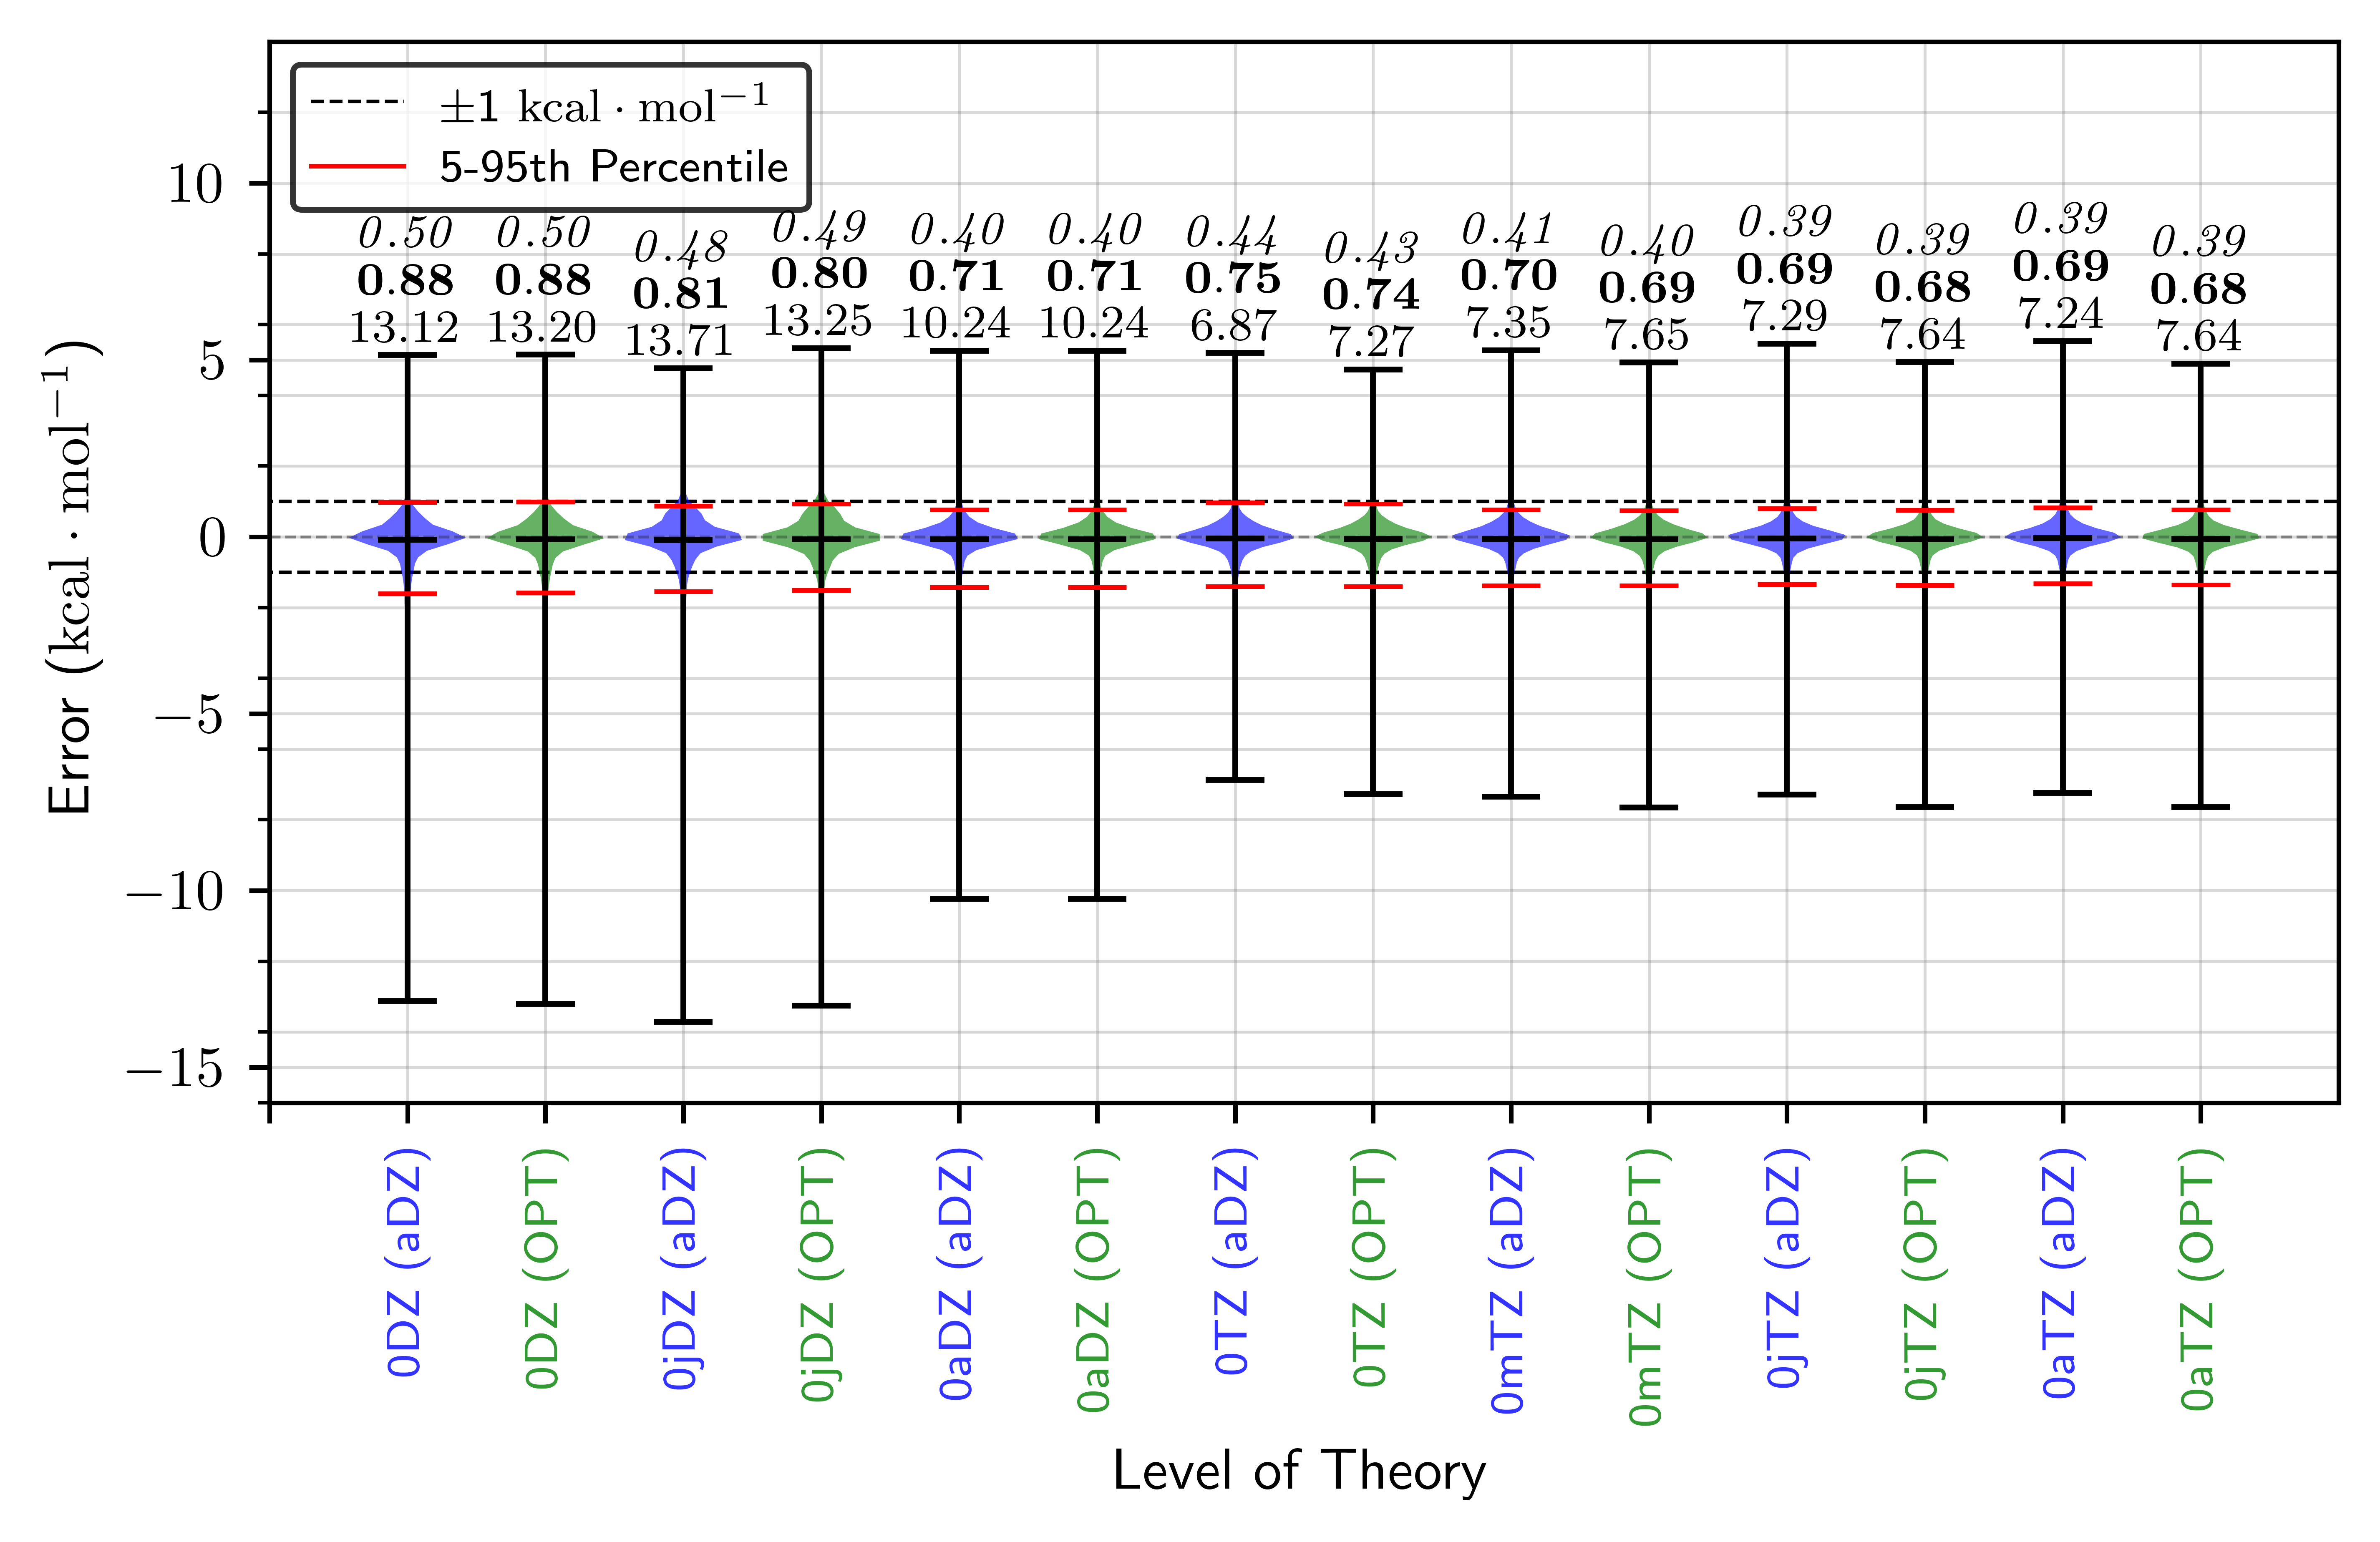 ±1 kcal · mol⁻¹
5-95th Percentile
0.50 0.50 0.48 0.49 0.40 0.40 0.44 0.43 0.41 0.40 0.39 0.39 0.39 0.39
0.88 0.88 0.81 0.80 0.71 0.71 0.75 0.74 0.70 0.69 0.69 0.68 0.69 0.68
13.12 13.20 13.71 13.25 10.24 10.24 6.87 7.27 7.35 7.65 7.29 7.64 7.24 7.64
10
5
0
−5
−10
−15
Error (kcal · mol⁻¹)
0DZ (aDZ)
0DZ (OPT)
0jDZ (aDZ)
0jDZ (OPT)
0aDZ (aDZ)
0aDZ (OPT)
0TZ (aDZ)
0TZ (OPT)
0mTZ (aDZ)
0mTZ (OPT)
0jTZ (aDZ)
0jTZ (OPT)
0aTZ (aDZ)
0aTZ (OPT)
Level of Theory